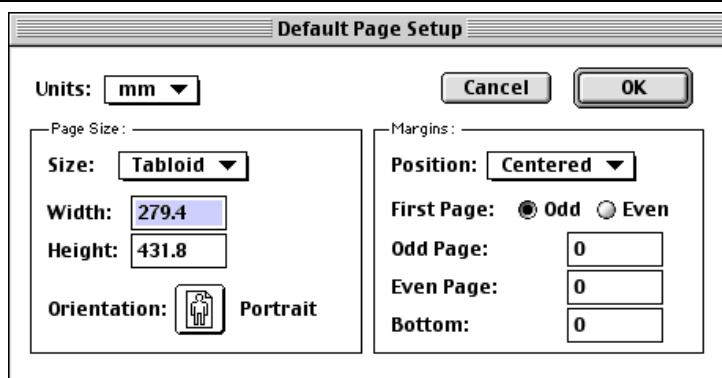 Default Page Setup
Units: mm
Cancel
OK
Page Size:
Size: Tabloid
Width: 279.4
Height: 431.8
Orientation: Portrait
Margins:
Position: Centered
First Page: Odd Even
Odd Page: 0
Even Page: 0
Bottom: 0